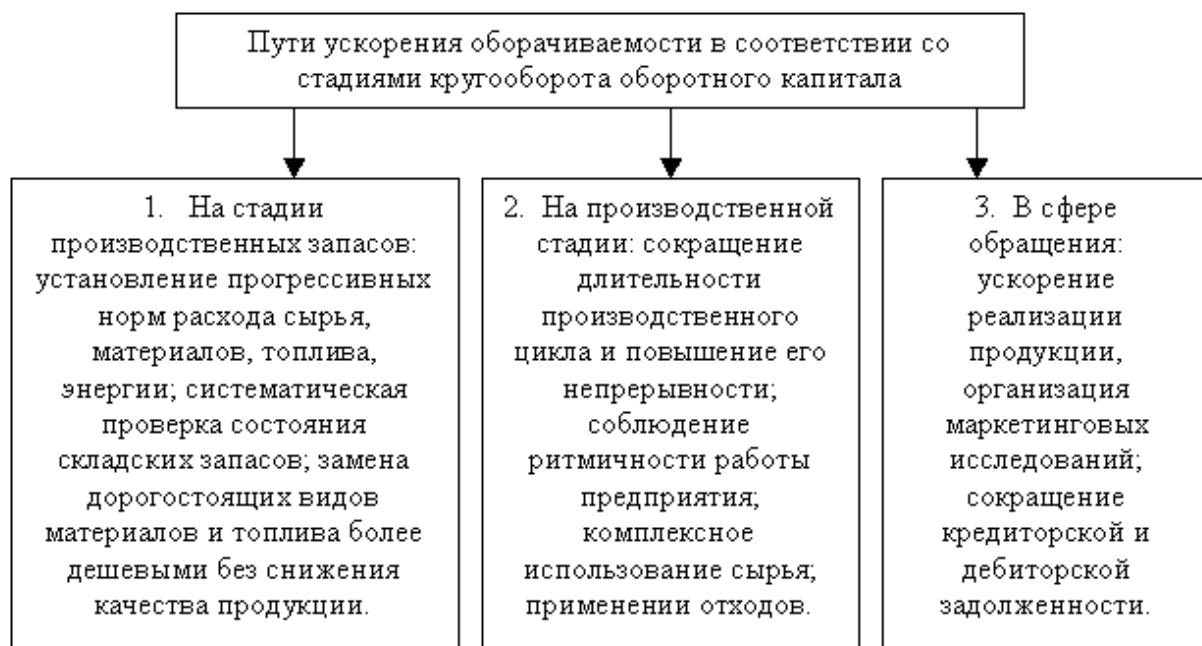 Пути ускорения оборачиваемости в соответствии со
стадиями кругооборота оборотного капитала
1. На стадии
производственных запасов:
установление прогрессивных
норм расхода сырья,
материалов, топлива,
энергии; систематическая
проверка состояния
складских запасов; замена
дорогостоящих видов
материалов и топлива более
дешевыми без снижения
качества продукции.
2. На производственной
стадии: сокращение
длительности
производственного
цикла и повышение его
непрерывности;
соблюдение
ритмичности работы
предприятия;
комплексное
использование сырья;
применении отходов.
3. В сфере
обращения:
ускорение
реализации
продукции,
организация
маркетинговых
исследований;
сокращение
кредиторской и
дебиторской
задолженности.